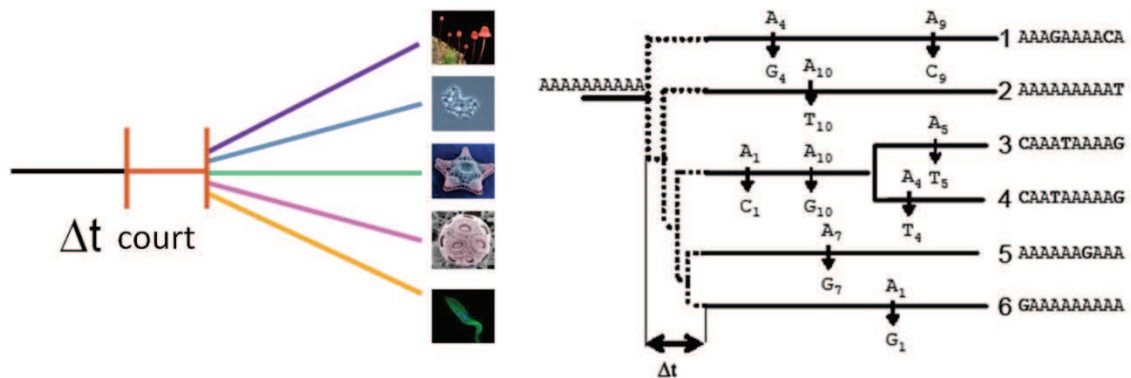 Δt court
AAAAAAAAAA
A4 A9
1 AAAGAAAACA
G4 C9
A10
2 AAAAAAAAAT
T10
A5
3 CAAATAAAAG
A1 A10
T5
A4
4 CAATAAAAAG
C1 G10
T4
A7
5 AAAAAAGAAA
G7
A1
6 GAAAAAAAAA
G1
Δt